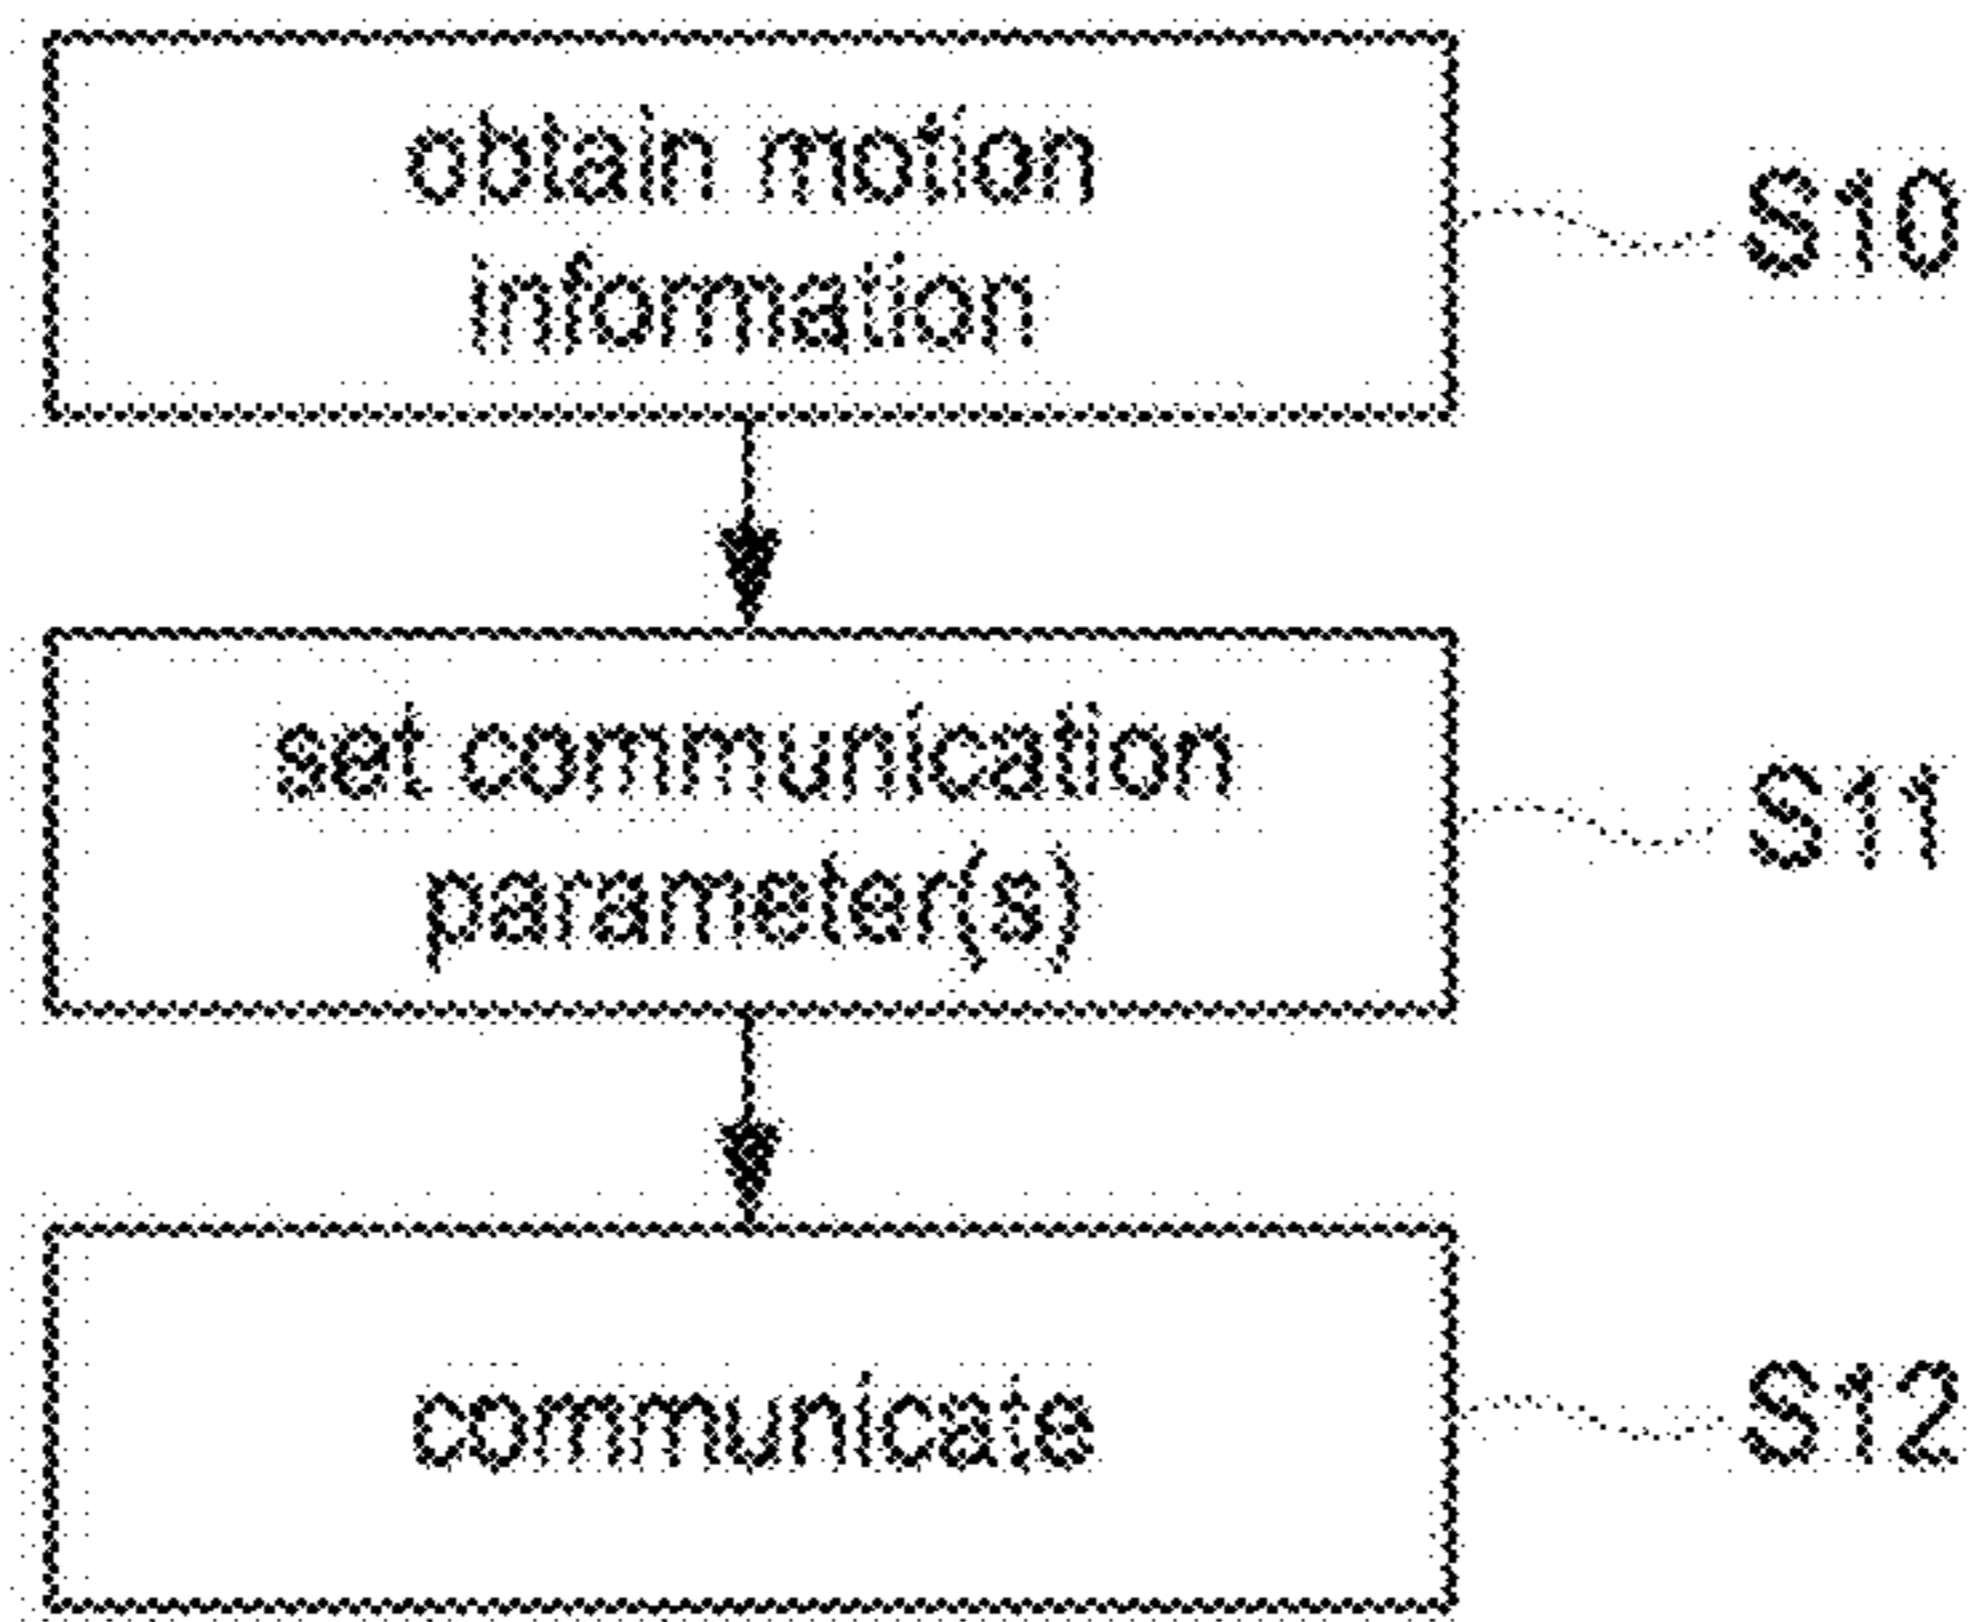 obtain motion
information
S10
set communication
parameter(s)
S11
communicate
S12